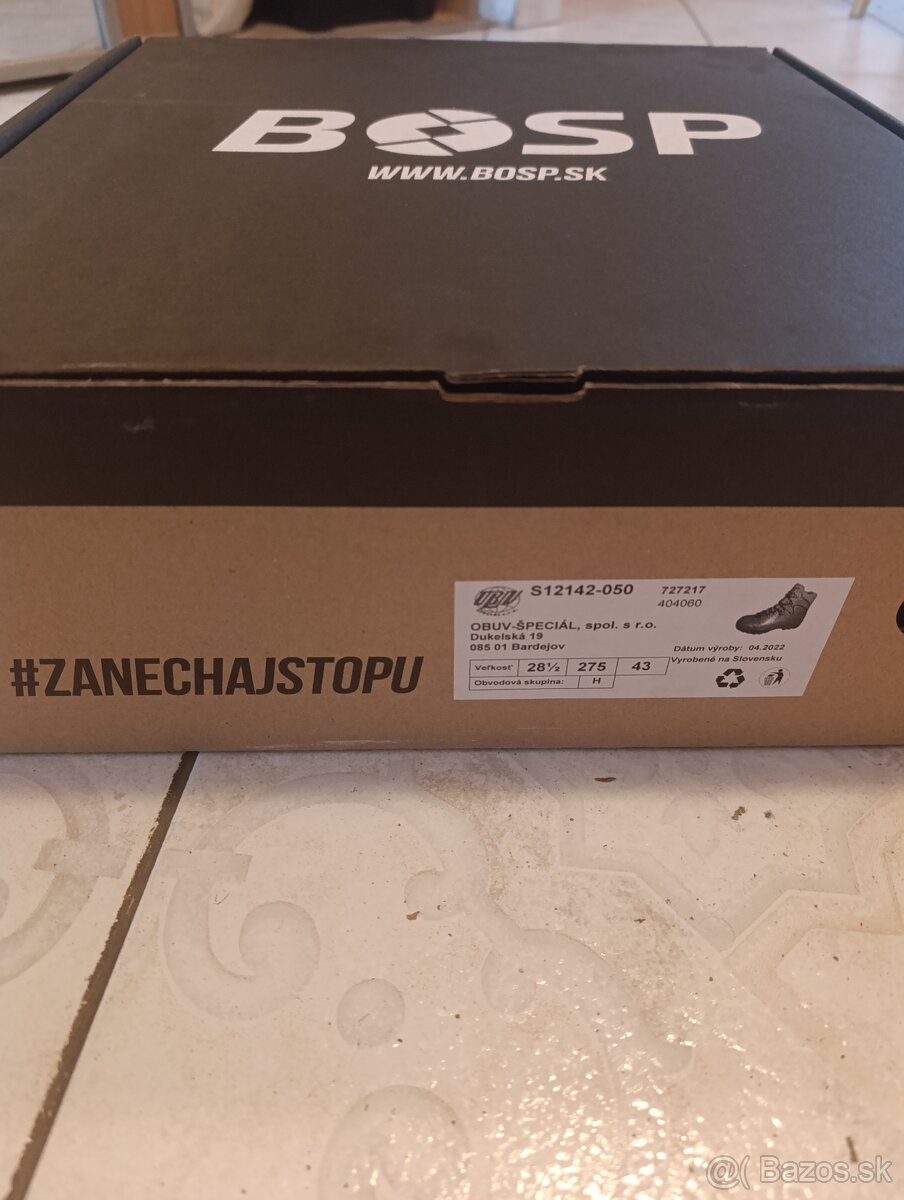 BOSP
WWW.BOSP.SK
#ZANECHAJSTOPU
S12142-050 727217
404060
OBUV-ŠPECIÁL, spol. s r.o.
Dukelská 19
085 01 Bardejov
Dátum výroby: 04.2022
Vyrobené na Slovensku
Veľkosť 28½ 275 43
Obvodová skupina: H
@( Bazos.sk